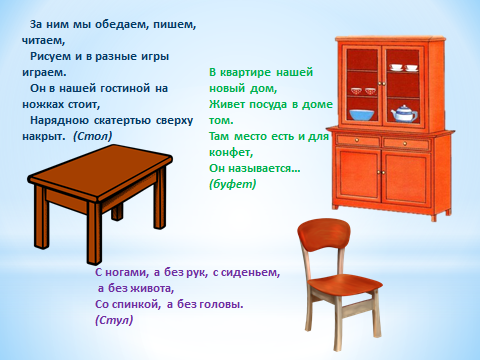 За ним мы обедаем, пишем,
читаем,
Рисуем и в разные игры
играем.
Он в нашей гостиной на
ножках стоит,
Нарядною скатертью сверху
накрыт. (Стол)
В квартире нашей
новый дом,
Живет посуда в доме
том.
Там место есть и для
конфет,
Он называется...
(буфет)
С ногами, а без рук, с сиденьем,
а без живота,
Со спинкой, а без головы.
(Стул)